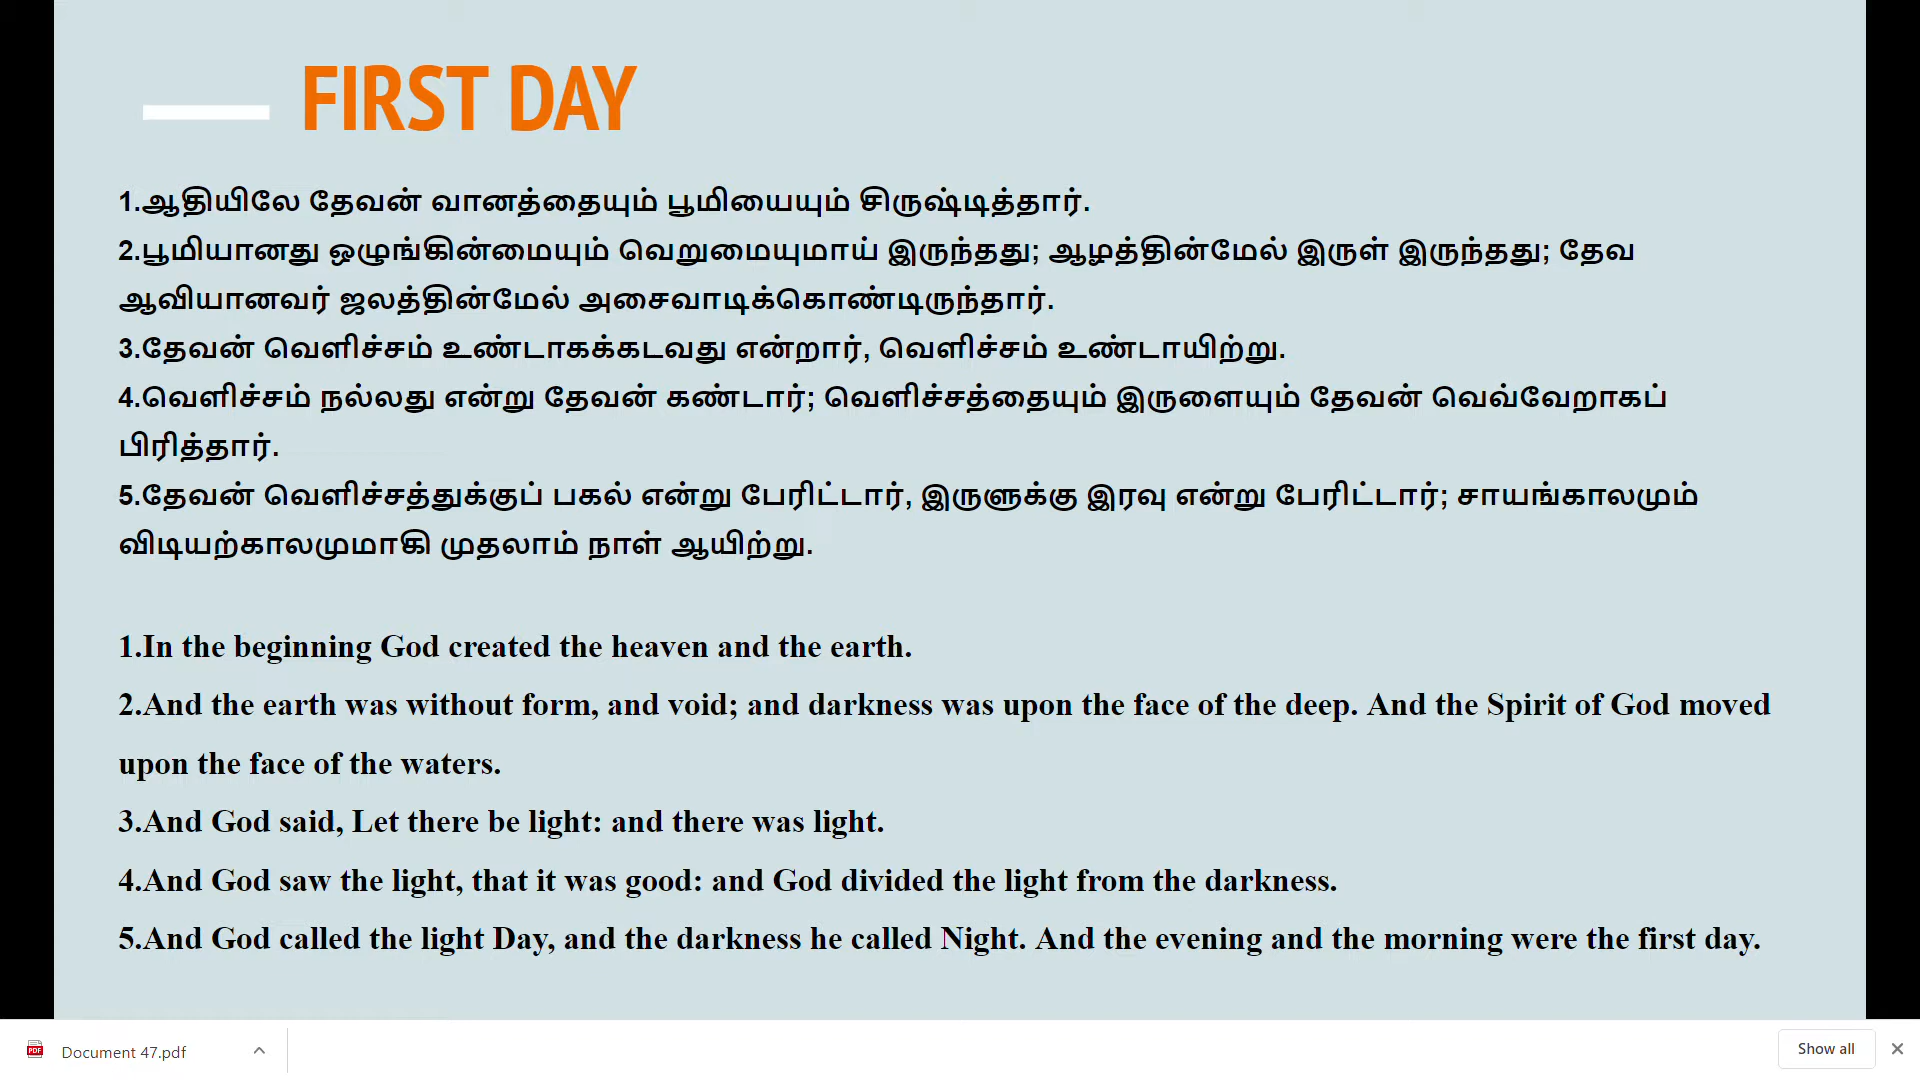 FIRST DAY
1.ஆதியிலே தேவன் வானத்தையும் பூமியையும் சிருஷ்டித்தார்.
2.பூமியானது ஒழுங்கின்மையும் வெறுமையுமாய் இருந்தது; ஆழத்தின்மேல் இருள் இருந்தது; தேவ
ஆவியானவர் ஜலத்தின்மேல் அசைவாடிக்கொண்டிருந்தார்.
3.தேவன் வெளிச்சம் உண்டாகக்கடவது என்றார், வெளிச்சம் உண்டாயிற்று.
4.வெளிச்சம் நல்லது என்று தேவன் கண்டார்; வெளிச்சத்தையும் இருளையும் தேவன் வெவ்வேறாகப்
பிரித்தார்.
5.தேவன் வெளிச்சத்துக்குப் பகல் என்று பேரிட்டார், இருளுக்கு இரவு என்று பேரிட்டார்; சாயங்காலமும்
விடியற்காலமுமாகி முதலாம் நாள் ஆயிற்று.
1.In the beginning God created the heaven and the earth.
2.And the earth was without form, and void; and darkness was upon the face of the deep. And the Spirit of God moved
upon the face of the waters.
3.And God said, Let there be light: and there was light.
4.And God saw the light, that it was good: and God divided the light from the darkness.
5.And God called the light Day, and the darkness he called Night. And the evening and the morning were the first day.
PDF Document 47.pdf Show all